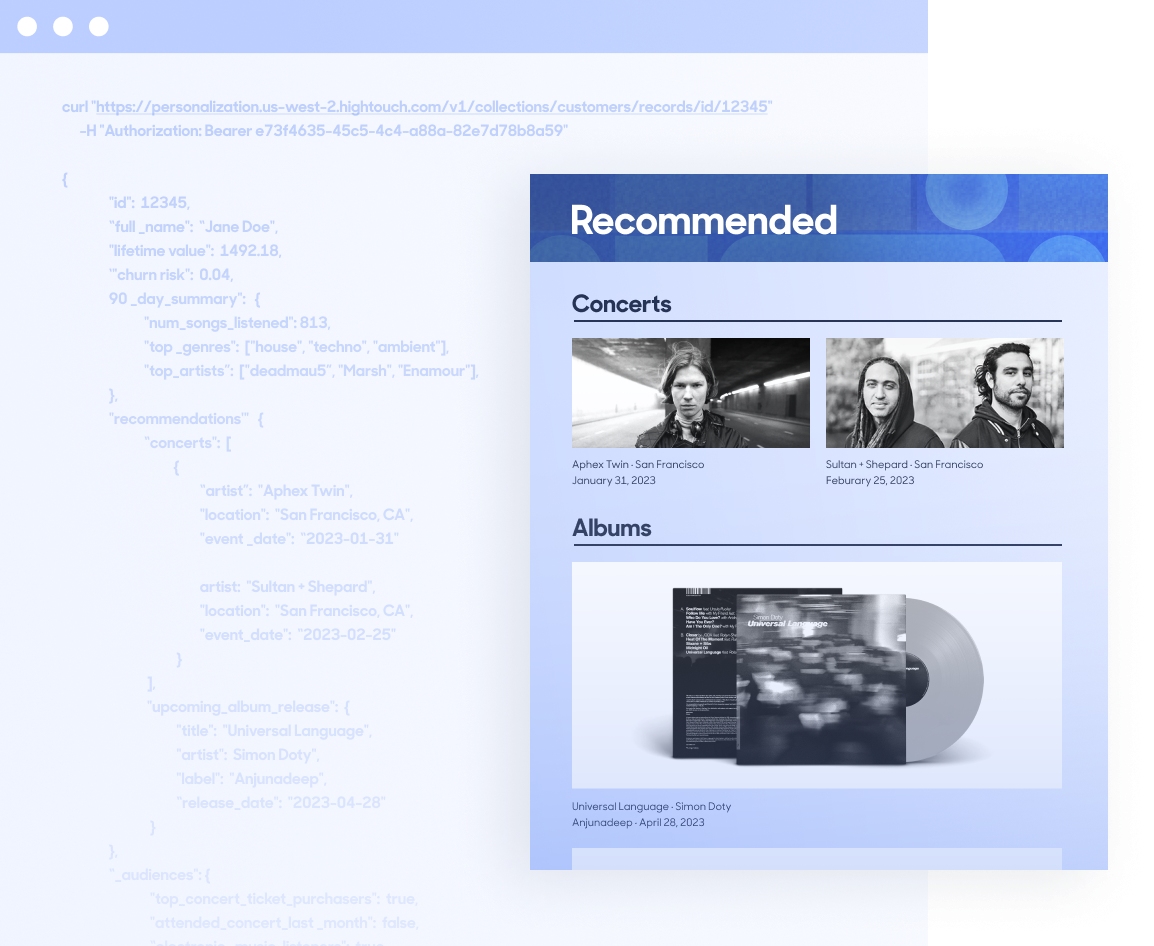 curl "https://personalization.us-west-2.hightouch.com/v1/collections/customers/records/id/12345"
-H "Authorization: Bearer e73f4635-45c5-4c4-a88a-82e7d78b8a59"
{
"id": 12345,
"full _name": "Jane Doe",
"lifetime value": 1492.18,
'"churn risk": 0.04,
90 _day_summary": {
"num_songs_listened": 813,
"top _genres": ["house", "techno", "ambient"],
"top_artists": ["deadmau5", "Marsh", "Enamour"],
},
"recommendations'" {
"concerts": [
{
"artist": "Aphex Twin",
"location": "San Francisco, CA",
"event _date": "2023-01-31"
artist: "Sultan + Shepard",
"location": "San Francisco, CA",
"event_date": "2023-02-25"
}
],
"upcoming_album_release": {
"title": "Universal Language",
"artist": Simon Doty",
"label": "Anjunadeep",
"release_date": "2023-04-28"
}
},
"_audiences": {
"top_concert_ticket_purchasers": true,
"attended_concert_last _month": false,
Recommended
Concerts
Aphex Twin · San Francisco
January 31, 2023
Sultan + Shepard · San Francisco
Feburary 25, 2023
Albums
Simon Doty
Universal Language
Universal Language · Simon Doty
Anjunadeep · April 28, 2023